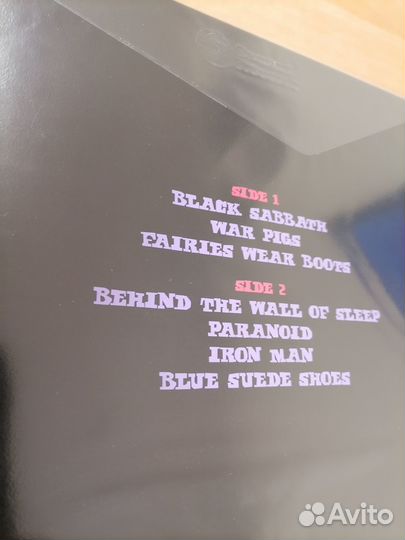 SIDE 1
BLACK SABBATH
WAR PIGS
FAIRIES WEAR BOOTS
SIDE 2
BEHIND THE WALL OF SLEEP
PARANOID
IRON MAN
BLUE SUEDE SHOES
Avito